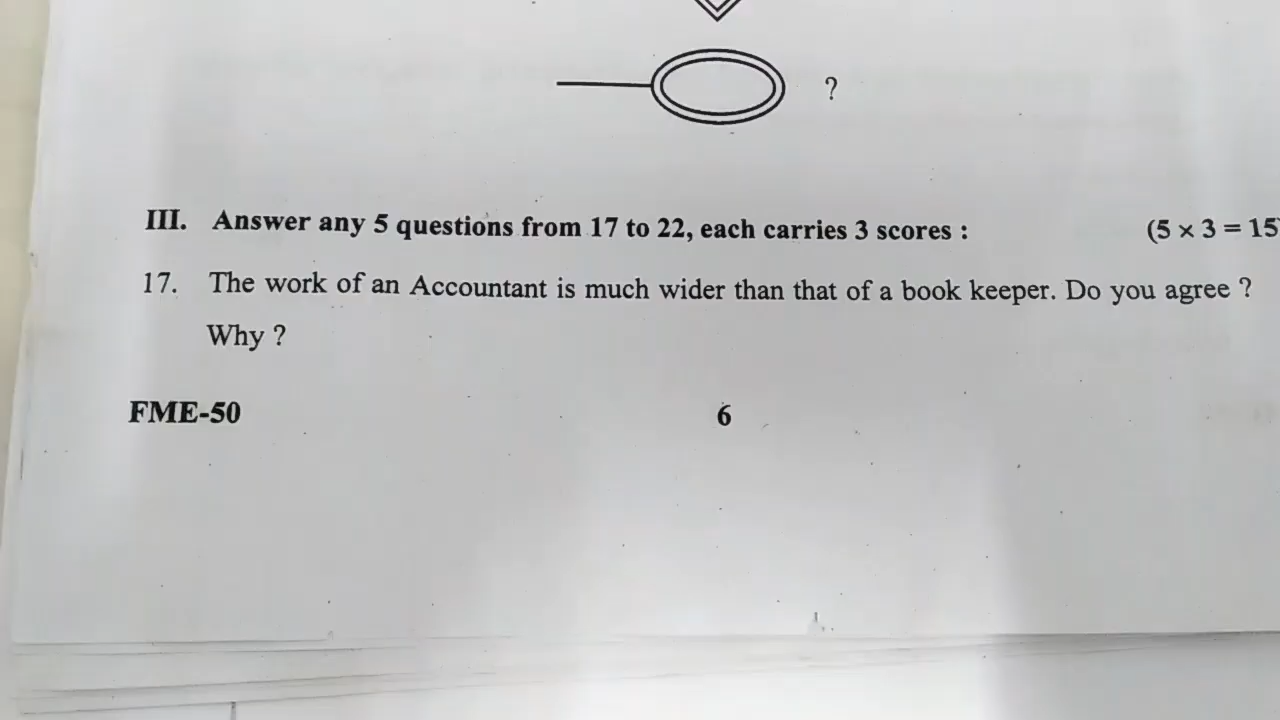 ?
III. Answer any 5 questions from 17 to 22, each carries 3 scores : (5 × 3 = 15
17. The work of an Accountant is much wider than that of a book keeper. Do you agree ?
Why ?
FME-50 6